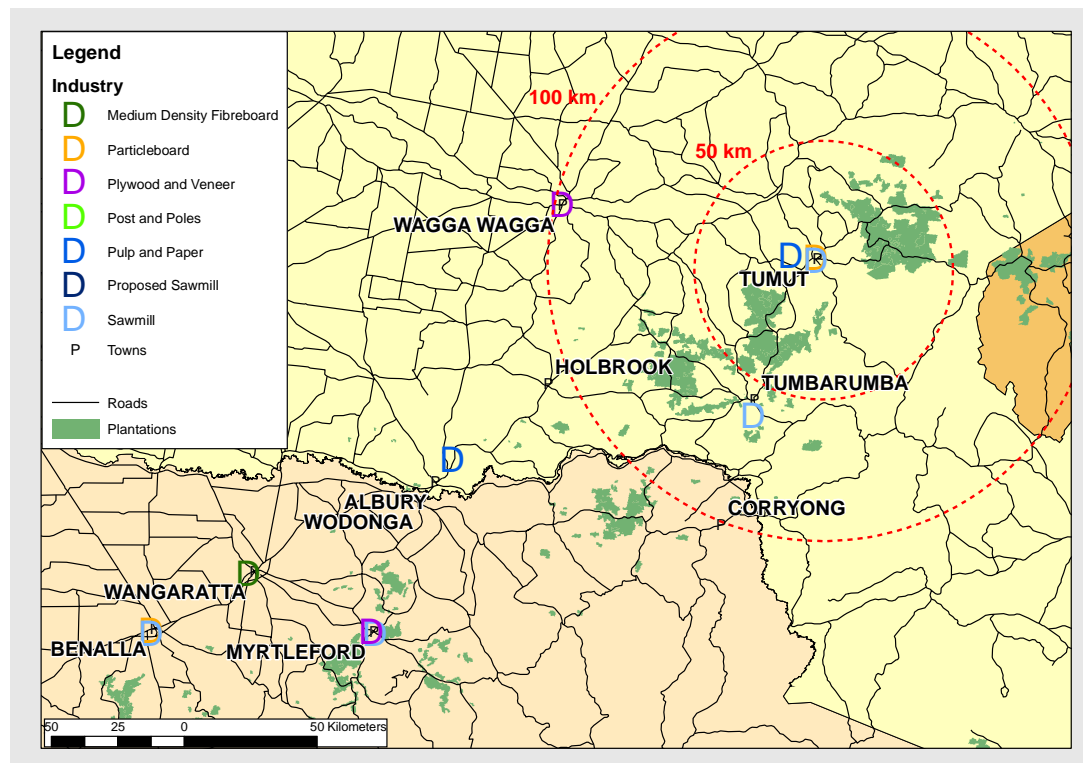 Legend
Industry
D Medium Density Fibreboard
D Particleboard
D Plywood and Veneer
D Post and Poles
D Pulp and Paper
D Proposed Sawmill
D Sawmill
P Towns
Roads
Plantations
100 km
50 km
D P
WAGGA WAGGA
D D P
TUMUT
HOLBROOK
P
TUMBARUMBA
P
D
D
P
ALBURY
WODONGA
CORRYONG
P
D P
WANGARATTA
D P
BENALLA
D P
MYRTLEFORD
50 25 0 50 Kilometers